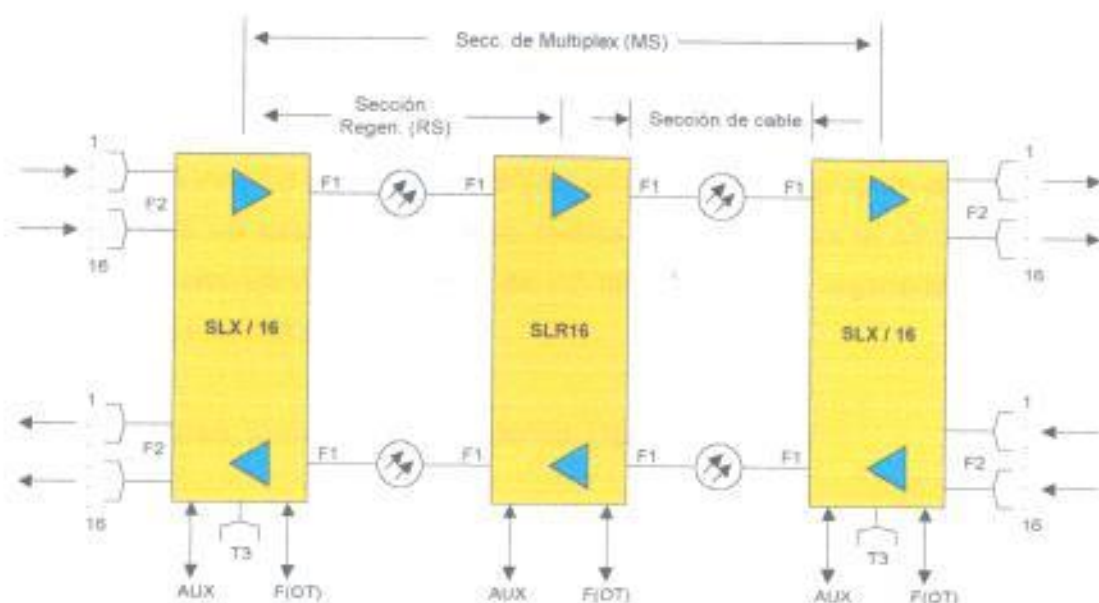 Secc. de Multiplex (MS)
Sección
Regen. (RS)
Sección de cable
1
F2
16
F1
F1
F1
F1
1
F2
16
SLX / 16
SLR16
SLX / 16
1
F2
16
F1
F1
F1
F1
1
F2
16
T3
T3
AUX
F(OT)
AUX
F(OT)
AUX
F(OT)